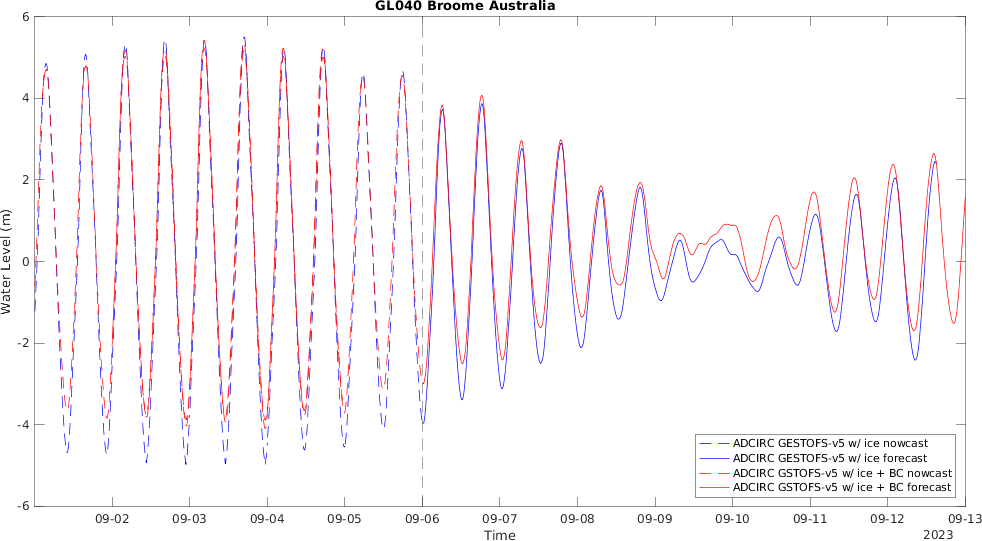 GL040 Broome Australia
6
4
2
0
-2
-4
-6
Water Level (m)
ADCIRC GESTOFS-v5 w/ ice nowcast
ADCIRC GESTOFS-v5 w/ ice forecast
ADCIRC GSTOFS-v5 w/ ice + BC nowcast
ADCIRC GSTOFS-v5 w/ ice + BC forecast
09-02 09-03 09-04 09-05 09-06 09-07 09-08 09-09 09-10 09-11 09-12 09-13
Time
2023